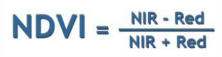 NDVI = NIR - Red
NIR + Red